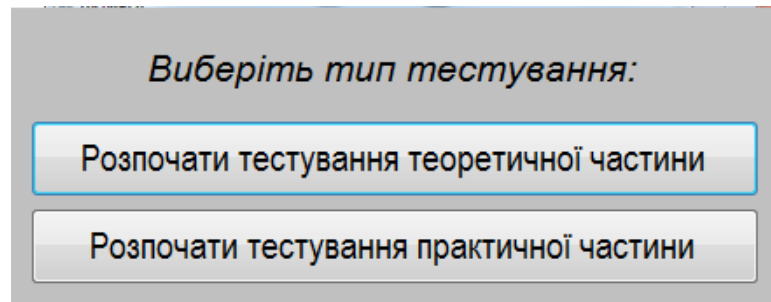 Виберіть тип тестування:
Розпочати тестування теоретичної частини
Розпочати тестування практичної частини